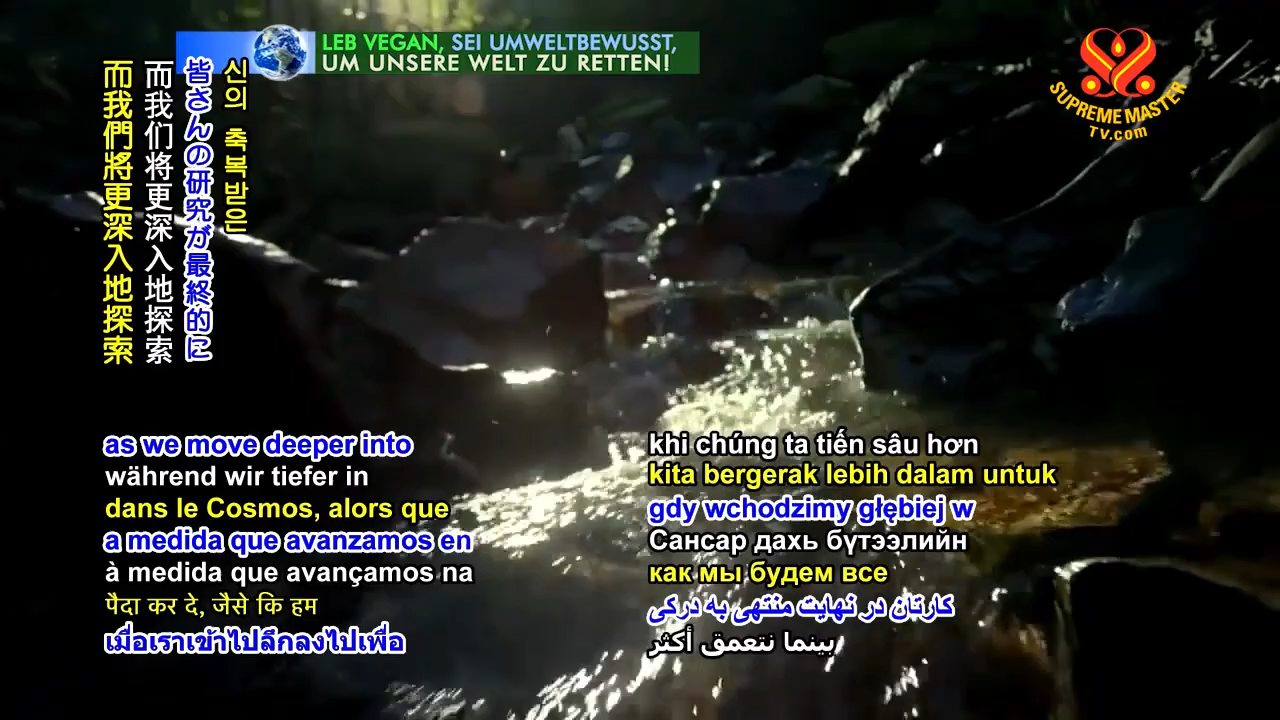 LEB VEGAN, SEI UMWELTBEWUSST,
UM UNSERE WELT ZU RETTEN!
SUPREME MASTER
TV.com
신의 축복받은
皆さんの研究が最終的に
而我们将更深入地探索
而我們將更深入地探索
as we move deeper into
während wir tiefer in
dans le Cosmos, alors que
a medida que avanzamos en
à medida que avançamos na
पैदा कर दे, जैसे कि हम
เมื่อเราเข้าไปลึกลงไปเพื่อ
khi chúng ta tiến sâu hơn
kita bergerak lebih dalam untuk
gdy wchodzimy głębiej w
Сансар дахь бүтээлийн
как мы будем все
کارتان در نهایت منتهی به درکی
بينما نتعمق أكثر